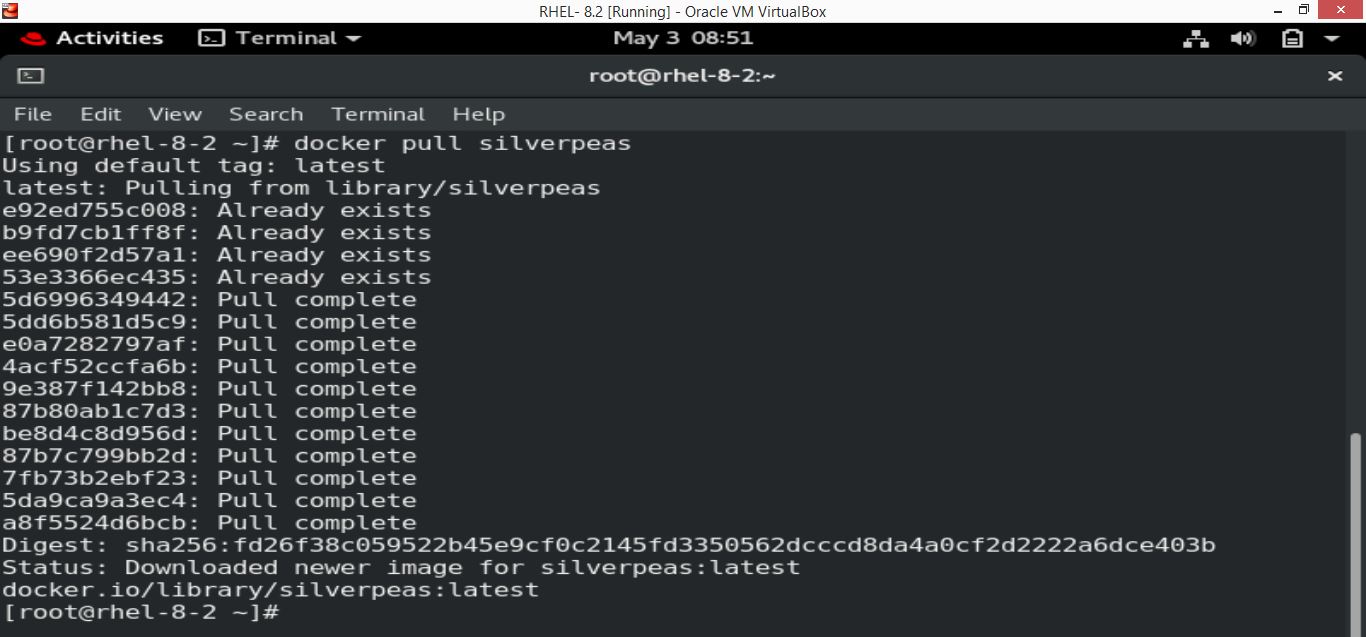 RHEL- 8.2 [Running] - Oracle VM VirtualBox
Activities Terminal May 3 08:51
root@rhel-8-2:~
File Edit View Search Terminal Help
[root@rhel-8-2 ~]# docker pull silverpeas
Using default tag: latest
latest: Pulling from library/silverpeas
e92ed755c008: Already exists
b9fd7cb1ff8f: Already exists
ee690f2d57a1: Already exists
53e3366ec435: Already exists
5d6996349442: Pull complete
5dd6b581d5c9: Pull complete
e0a7282797af: Pull complete
4acf52ccfa6b: Pull complete
9e387f142bb8: Pull complete
87b80ab1c7d3: Pull complete
be8d4c8d956d: Pull complete
87b7c799bb2d: Pull complete
7fb73b2ebf23: Pull complete
5da9ca9a3ec4: Pull complete
a8f5524d6bcb: Pull complete
Digest: sha256:fd26f38c059522b45e9cf0c2145fd3350562dcccd8da4a0cf2d2222a6dce403b
Status: Downloaded newer image for silverpeas:latest
docker.io/library/silverpeas:latest
[root@rhel-8-2 ~]#